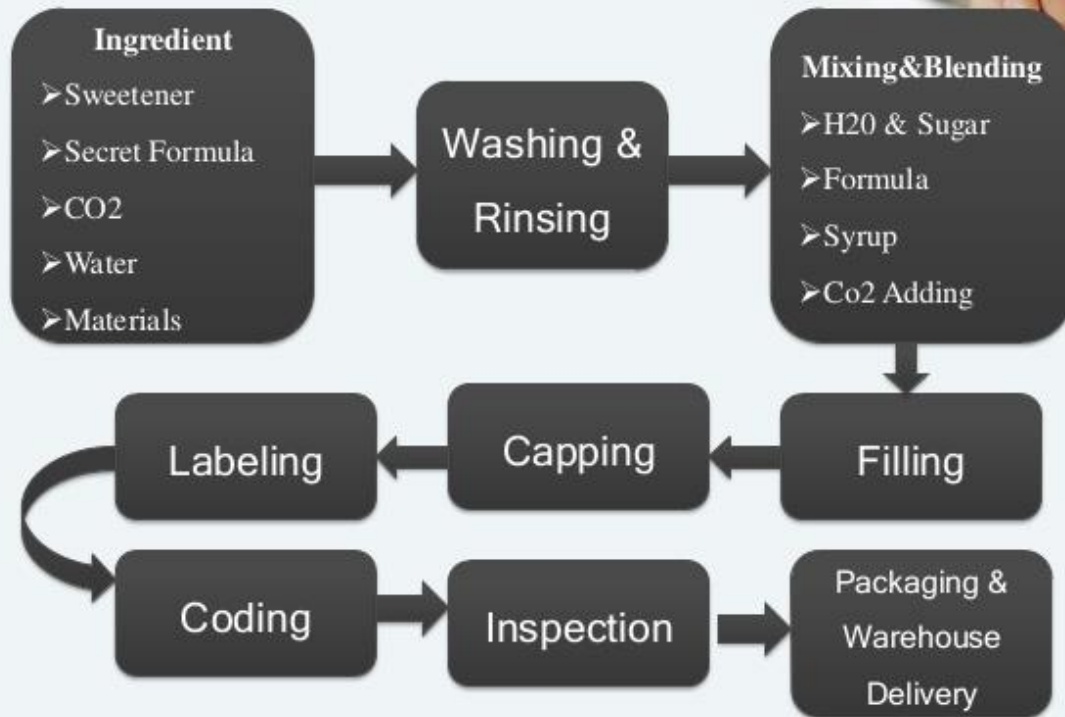 Ingredient
➢Sweetener
➢Secret Formula
➢CO2
➢Water
➢Materials
Washing &
Rinsing
Mixing&Blending
➢H20 & Sugar
➢Formula
➢Syrup
➢Co2 Adding
Filling
Capping
Labeling
Coding
Inspection
Packaging &
Warehouse
Delivery